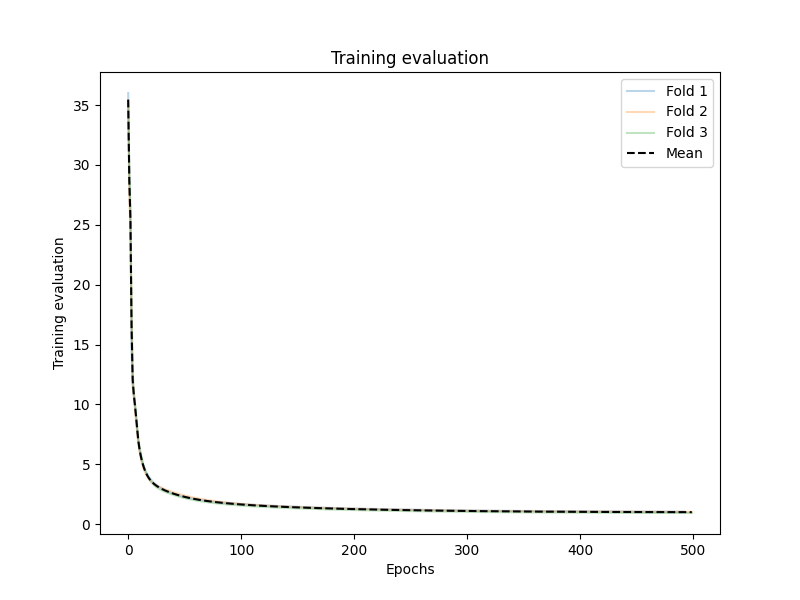 Training evaluation
Fold 1
Fold 2
Fold 3
Mean
Training evaluation
35
30
25
20
15
10
5
0
0 100 200 300 400 500
Epochs